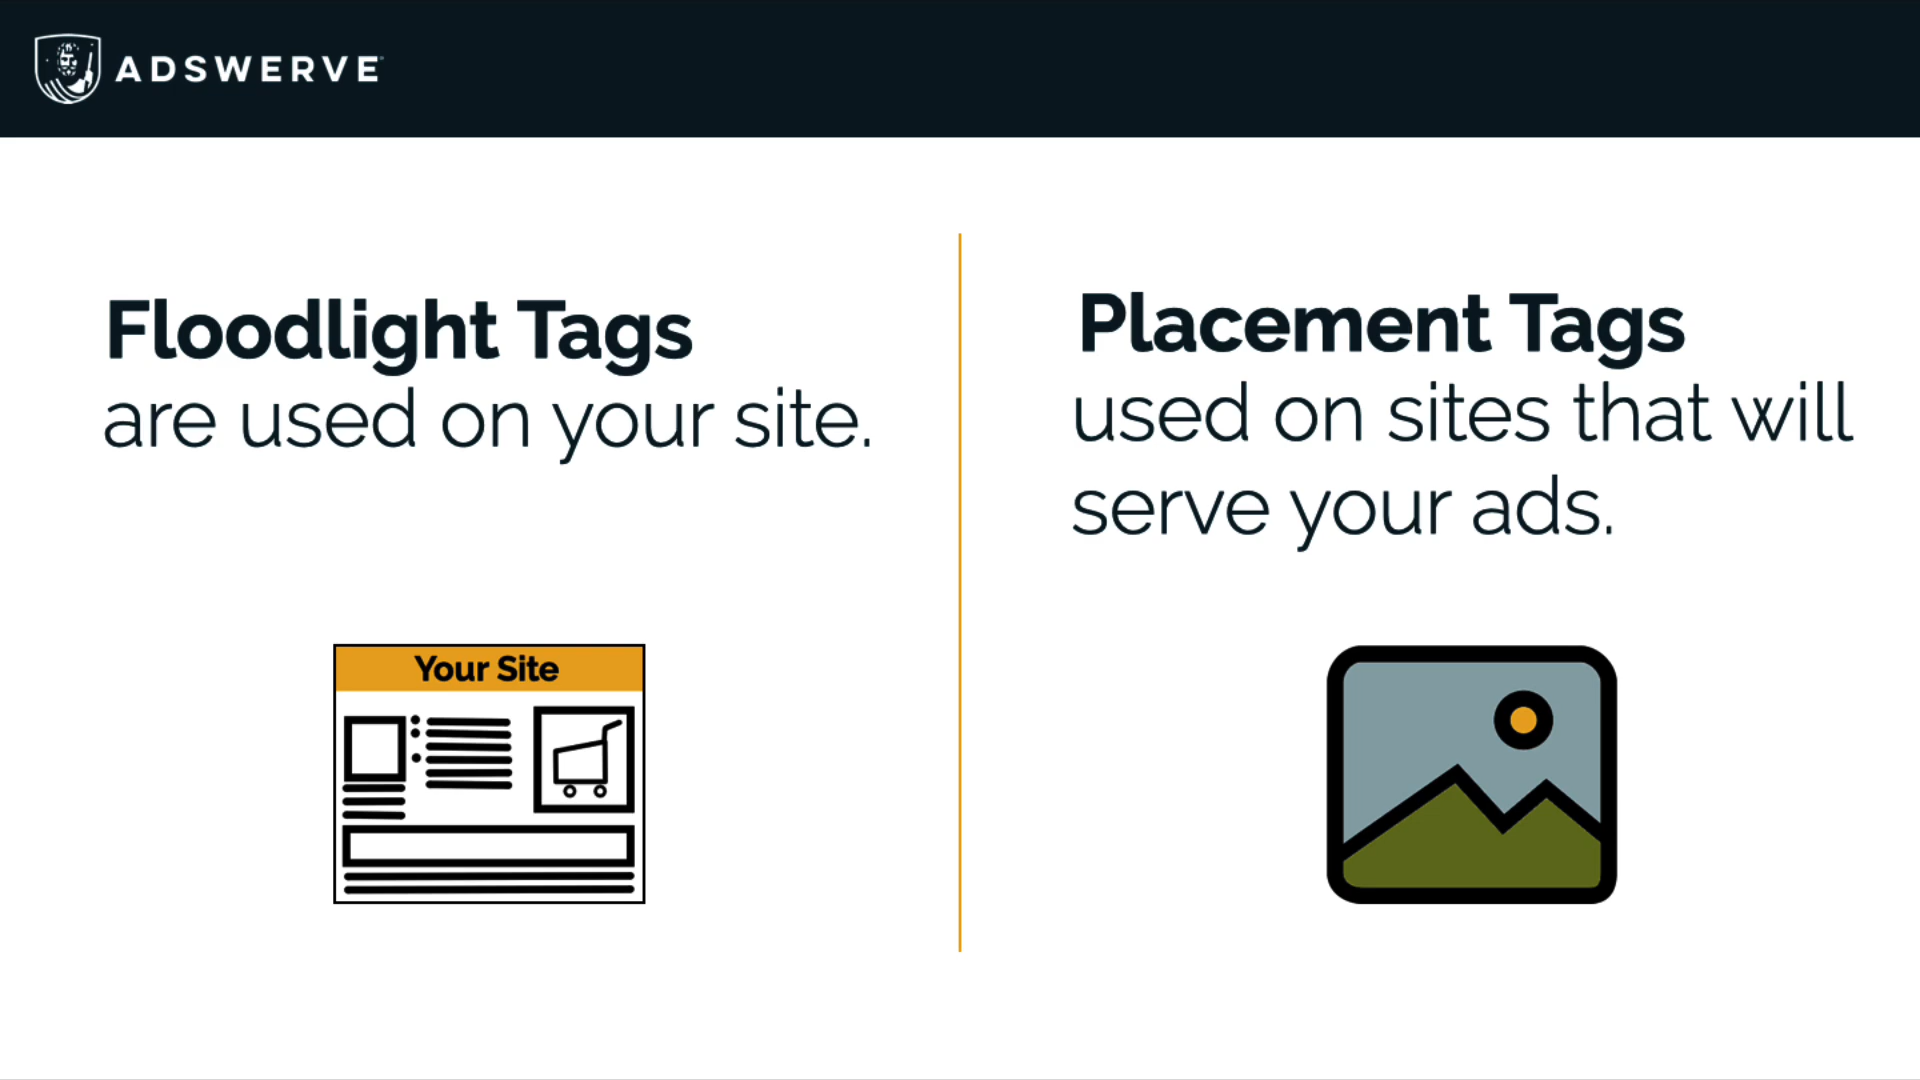 ADSWERVE
Floodlight Tags
are used on your site.
Placement Tags
used on sites that will
serve your ads.
Your Site